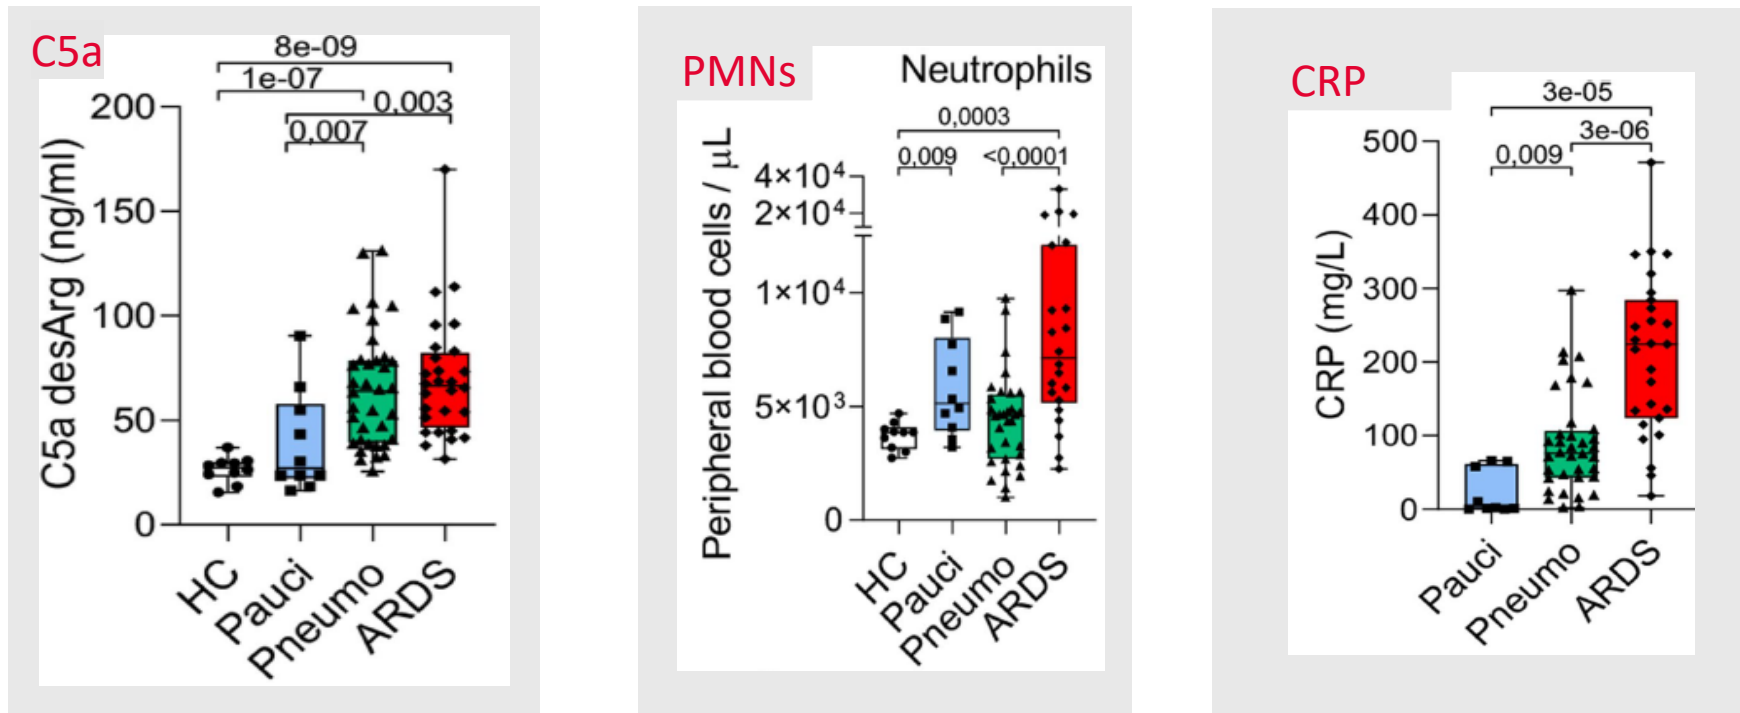 C5a
8e-09
1e-07
0,003
0,007
C5a desArg (ng/ml)
200
150
100
50
0
HC
Pauci
Pneumo
ARDS
PMNs
Neutrophils
0,0003
0,009
<0,0001
Peripheral blood cells / μL
4×10⁴
2×10⁴
1×10⁴
5×10³
0
HC
Pauci
Pneumo
ARDS
CRP
3e-05
3e-06
0,009
CRP (mg/L)
500
400
300
200
100
0
Pauci
Pneumo
ARDS